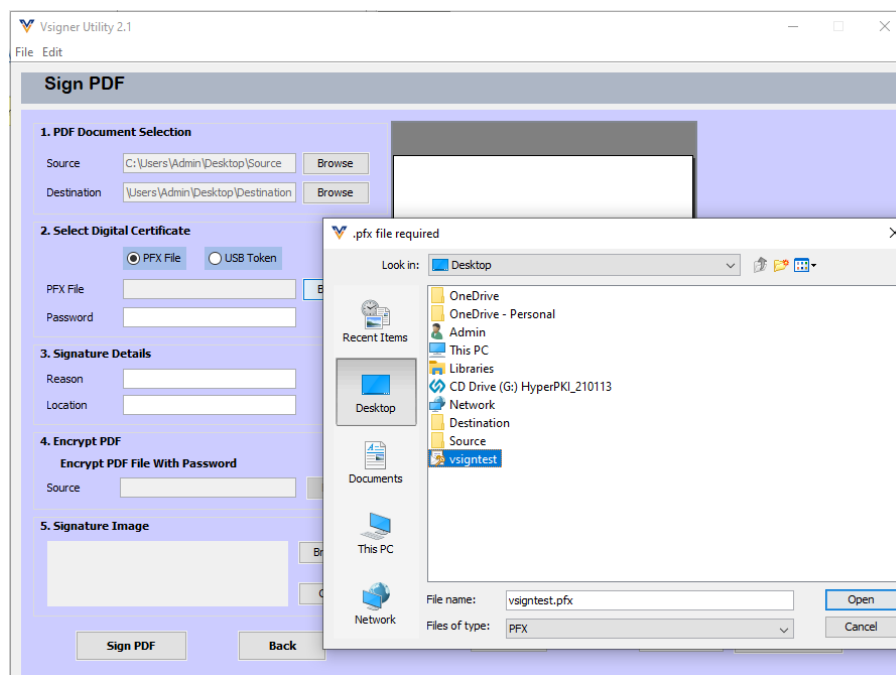 Vsigner Utility 2.1
File Edit
Sign PDF
1. PDF Document Selection
Source C:\Users\Admin\Desktop\Source Browse
Destination \Users\Admin\Desktop\Destination Browse
2. Select Digital Certificate
PFX File USB Token
PFX File
Password
3. Signature Details
Reason
Location
4. Encrypt PDF
Encrypt PDF File With Password
Source
5. Signature Image
Sign PDF Back
.pfx file required
Look in: Desktop
Recent Items
Desktop
Documents
This PC
Network
OneDrive
OneDrive - Personal
Admin
This PC
Libraries
CD Drive (G:) HyperPKI_210113
Network
Destination
Source
vsigntest
File name: vsigntest.pfx Open
Files of type: PFX Cancel